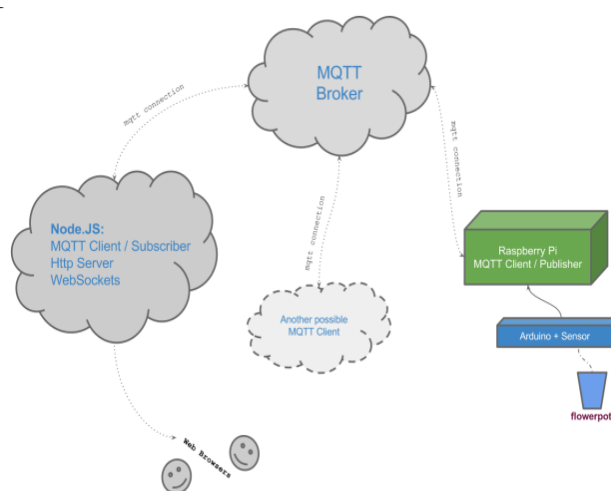 MQTT
Broker
mqtt connection
mqtt connection
mqtt connection
Node.JS:
MQTT Client / Subscriber
Http Server
WebSockets
Raspberry Pi
MQTT Client / Publisher
Another possible
MQTT Client
Arduino + Sensor
flowerpot
Web Browsers